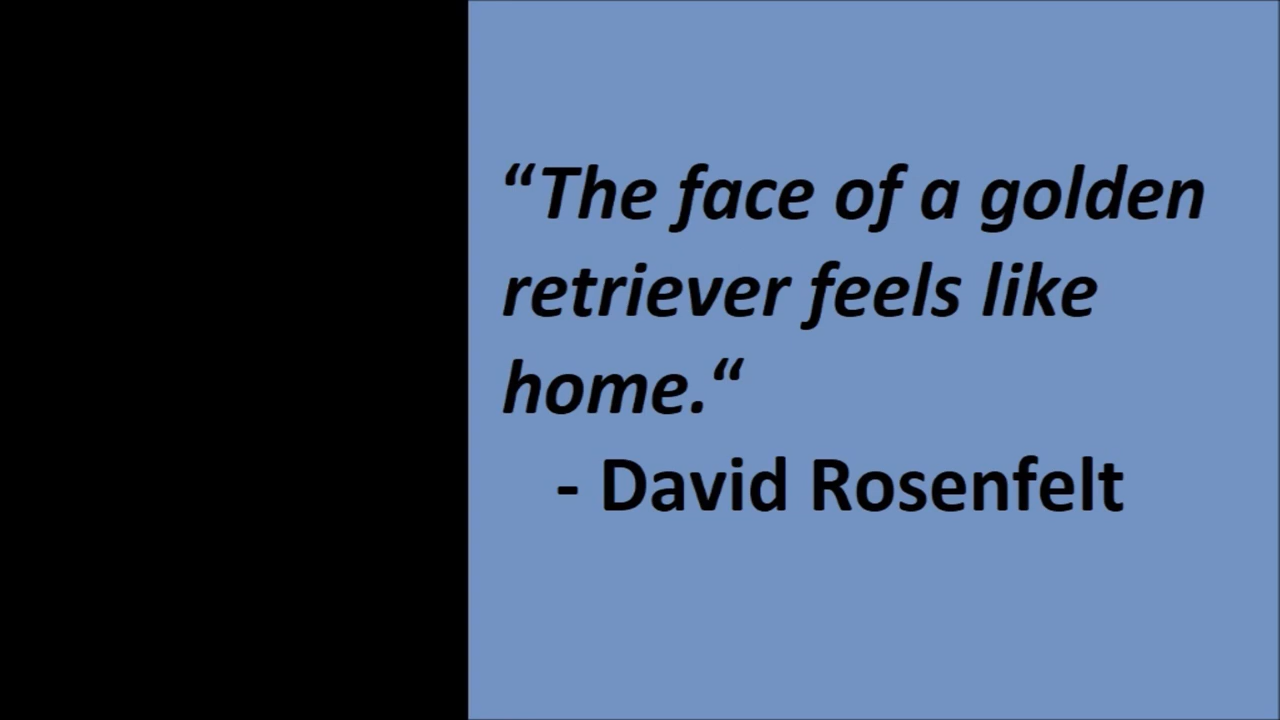 “The face of a golden
retriever feels like
home.“
- David Rosenfelt